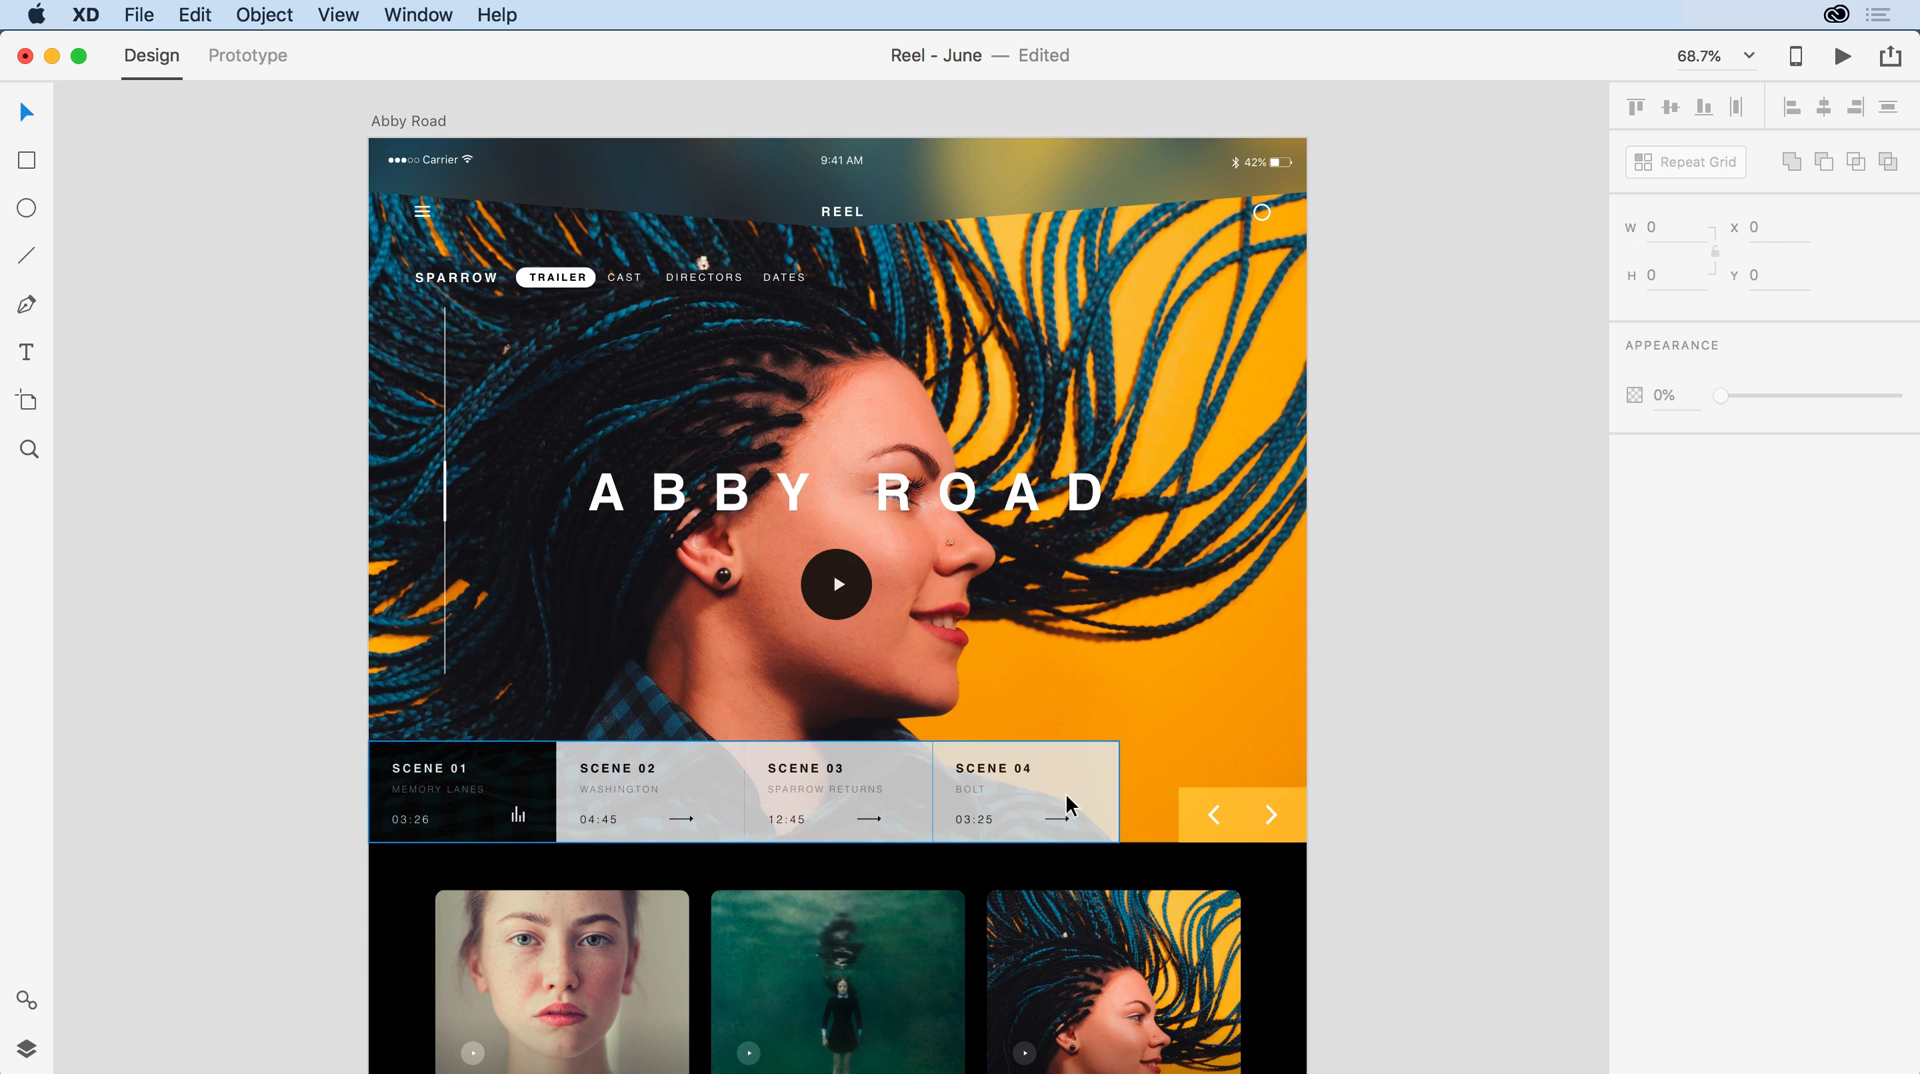 XD File Edit Object View Window Help
Design Prototype Reel - June — Edited 68.7%
Abby Road
Carrier 9:41 AM 42%
REEL
SPARROW TRAILER CAST DIRECTORS DATES
ABBY ROAD
SCENE 01
MEMORY LANES
03:26
SCENE 02
WASHINGTON
04:45
SCENE 03
SPARROW RETURNS
12:45
SCENE 04
BOLT
03:25
Repeat Grid
W 0 X 0
H 0 Y 0
APPEARANCE
0%